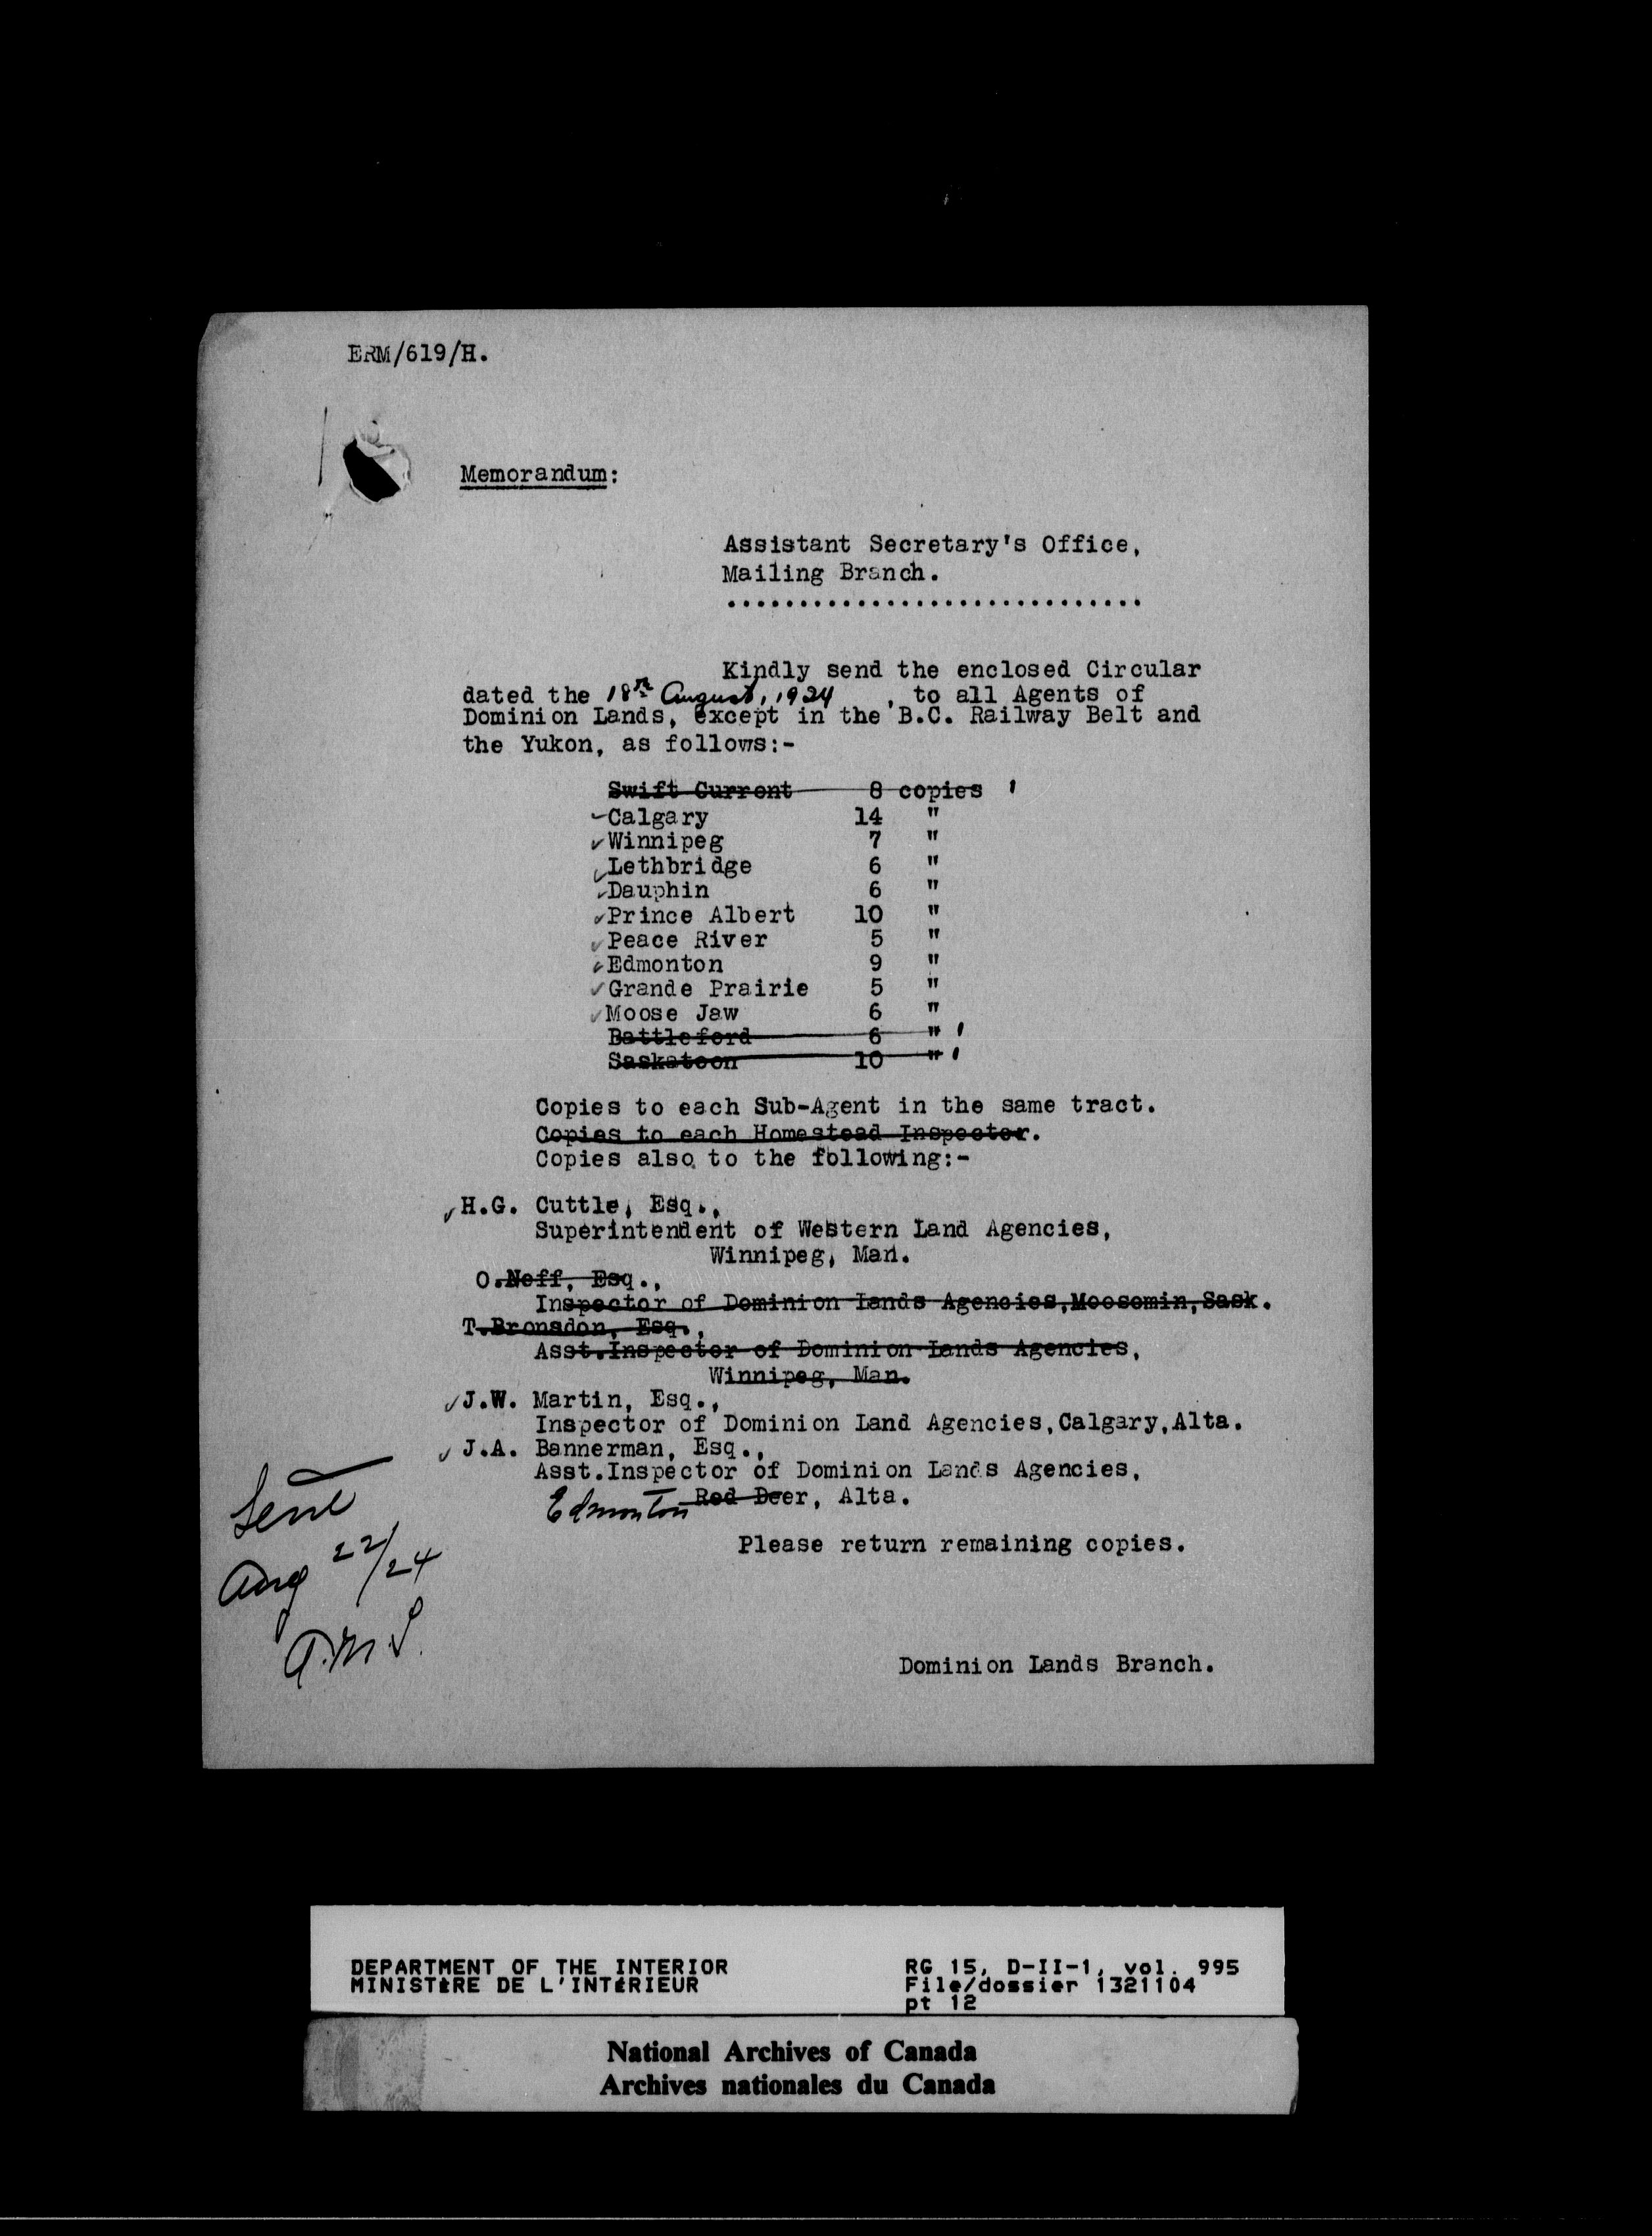 ERM/619/H.
Memorandum:
Assistant Secretary's Office,
Mailing Branch.
.............................
Kindly send the enclosed Circular
dated the 18th August, 1924 , to all Agents of
Dominion Lands, except in the B.C. Railway Belt and
the Yukon, as follows:-
Swift Current 8 copies
Calgary 14 "
Winnipeg 7 "
Lethbridge 6 "
Dauphin 6 "
Prince Albert 10 "
Peace River 5 "
Edmonton 9 "
Grande Prairie 5 "
Moose Jaw 6 "
Battleford 6 "
Saskatoon 10 "
Copies to each Sub-Agent in the same tract.
Copies to each Homestead Inspector.
Copies also to the following:-
H.G. Cuttle, Esq.,
Superintendent of Western Land Agencies,
Winnipeg, Man.
O.Neff, Esq.,
Inspector of Dominion Lands Agencies,Moosomin,Sask.
T.Bronsdon, Esq.,
Asst.Inspector of Dominion Lands Agencies,
Winnipeg, Man.
J.W. Martin, Esq.,
Inspector of Dominion Land Agencies,Calgary,Alta.
J.A. Bannerman, Esq.,
Asst.Inspector of Dominion Lands Agencies,
Edmonton Red Deer, Alta.
Please return remaining copies.
Sent
Aug 22/24
Dominion Lands Branch.
DEPARTMENT OF THE INTERIOR
MINISTÈRE DE L'INTÉRIEUR
RG 15, D-II-1, vol. 995
File/dossier 1321104
pt 12
National Archives of Canada
Archives nationales du Canada